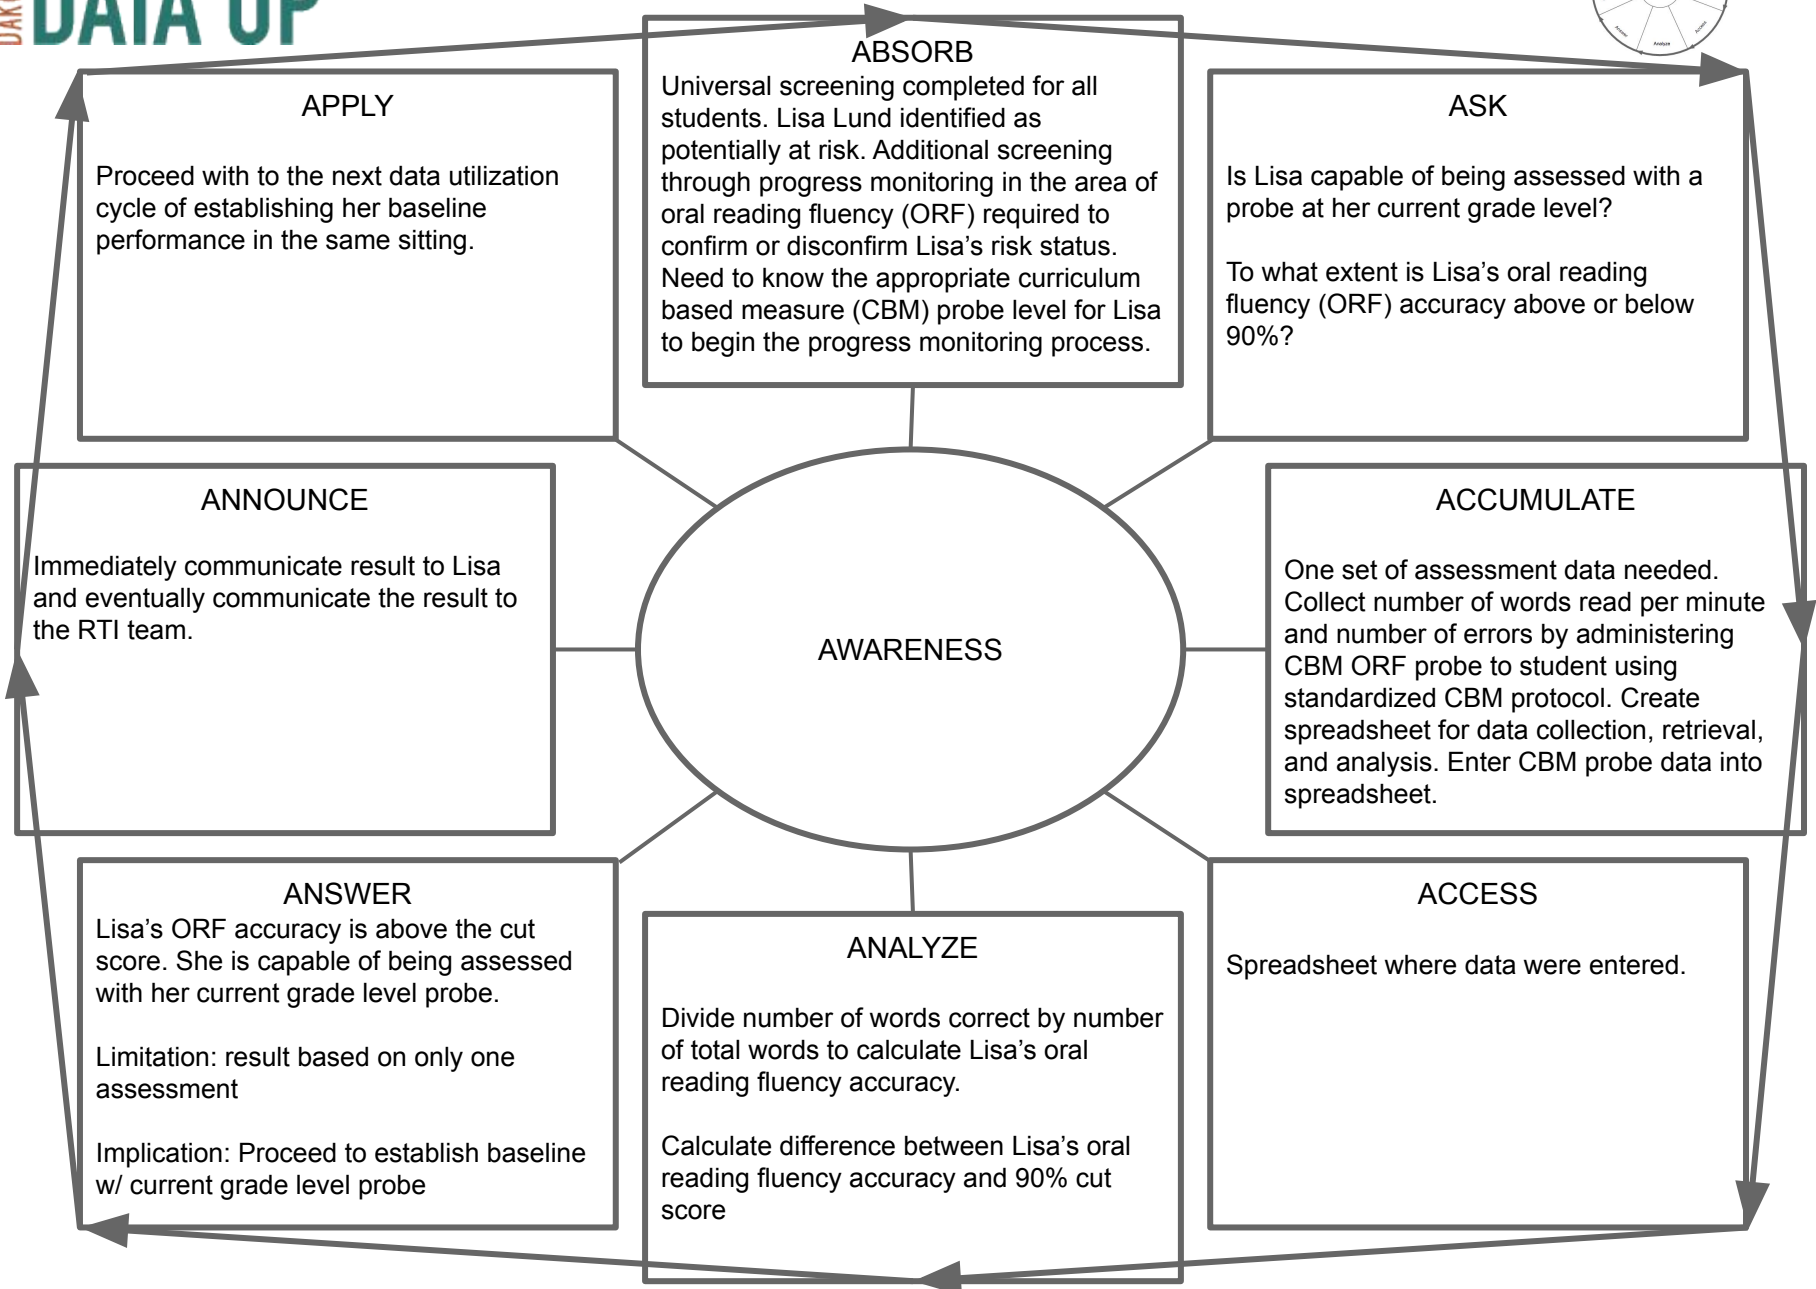 DATA UP
ABSORB
Universal screening completed for all
students. Lisa Lund identified as
potentially at risk. Additional screening
through progress monitoring in the area of
oral reading fluency (ORF) required to
confirm or disconfirm Lisa’s risk status.
Need to know the appropriate curriculum
based measure (CBM) probe level for Lisa
to begin the progress monitoring process.
ASK
Is Lisa capable of being assessed with a
probe at her current grade level?
To what extent is Lisa’s oral reading
fluency (ORF) accuracy above or below
90%?
ACCUMULATE
One set of assessment data needed.
Collect number of words read per minute
and number of errors by administering
CBM ORF probe to student using
standardized CBM protocol. Create
spreadsheet for data collection, retrieval,
and analysis. Enter CBM probe data into
spreadsheet.
ACCESS
Spreadsheet where data were entered.
ANALYZE
Divide number of words correct by number
of total words to calculate Lisa’s oral
reading fluency accuracy.
Calculate difference between Lisa’s oral
reading fluency accuracy and 90% cut
score
ANSWER
Lisa’s ORF accuracy is above the cut
score. She is capable of being assessed
with her current grade level probe.
Limitation: result based on only one
assessment
Implication: Proceed to establish baseline
w/ current grade level probe
ANNOUNCE
Immediately communicate result to Lisa
and eventually communicate the result to
the RTI team.
APPLY
Proceed with to the next data utilization
cycle of establishing her baseline
performance in the same sitting.
AWARENESS
Answer
Analyze
Access